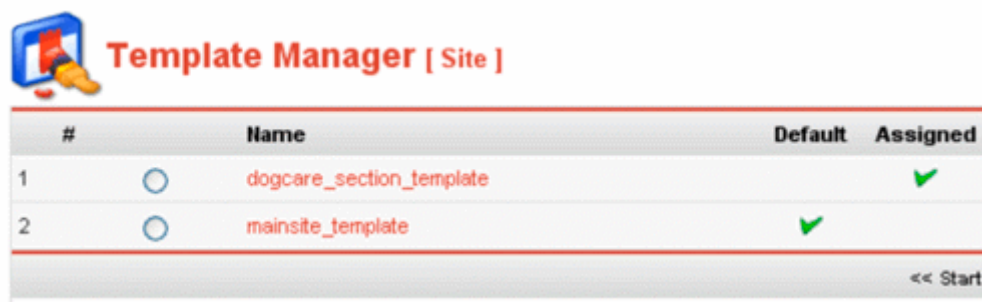 Template Manager [ Site ]
# Name Default Assigned
1 dogcare_section_template
2 mainsite_template
<< Start